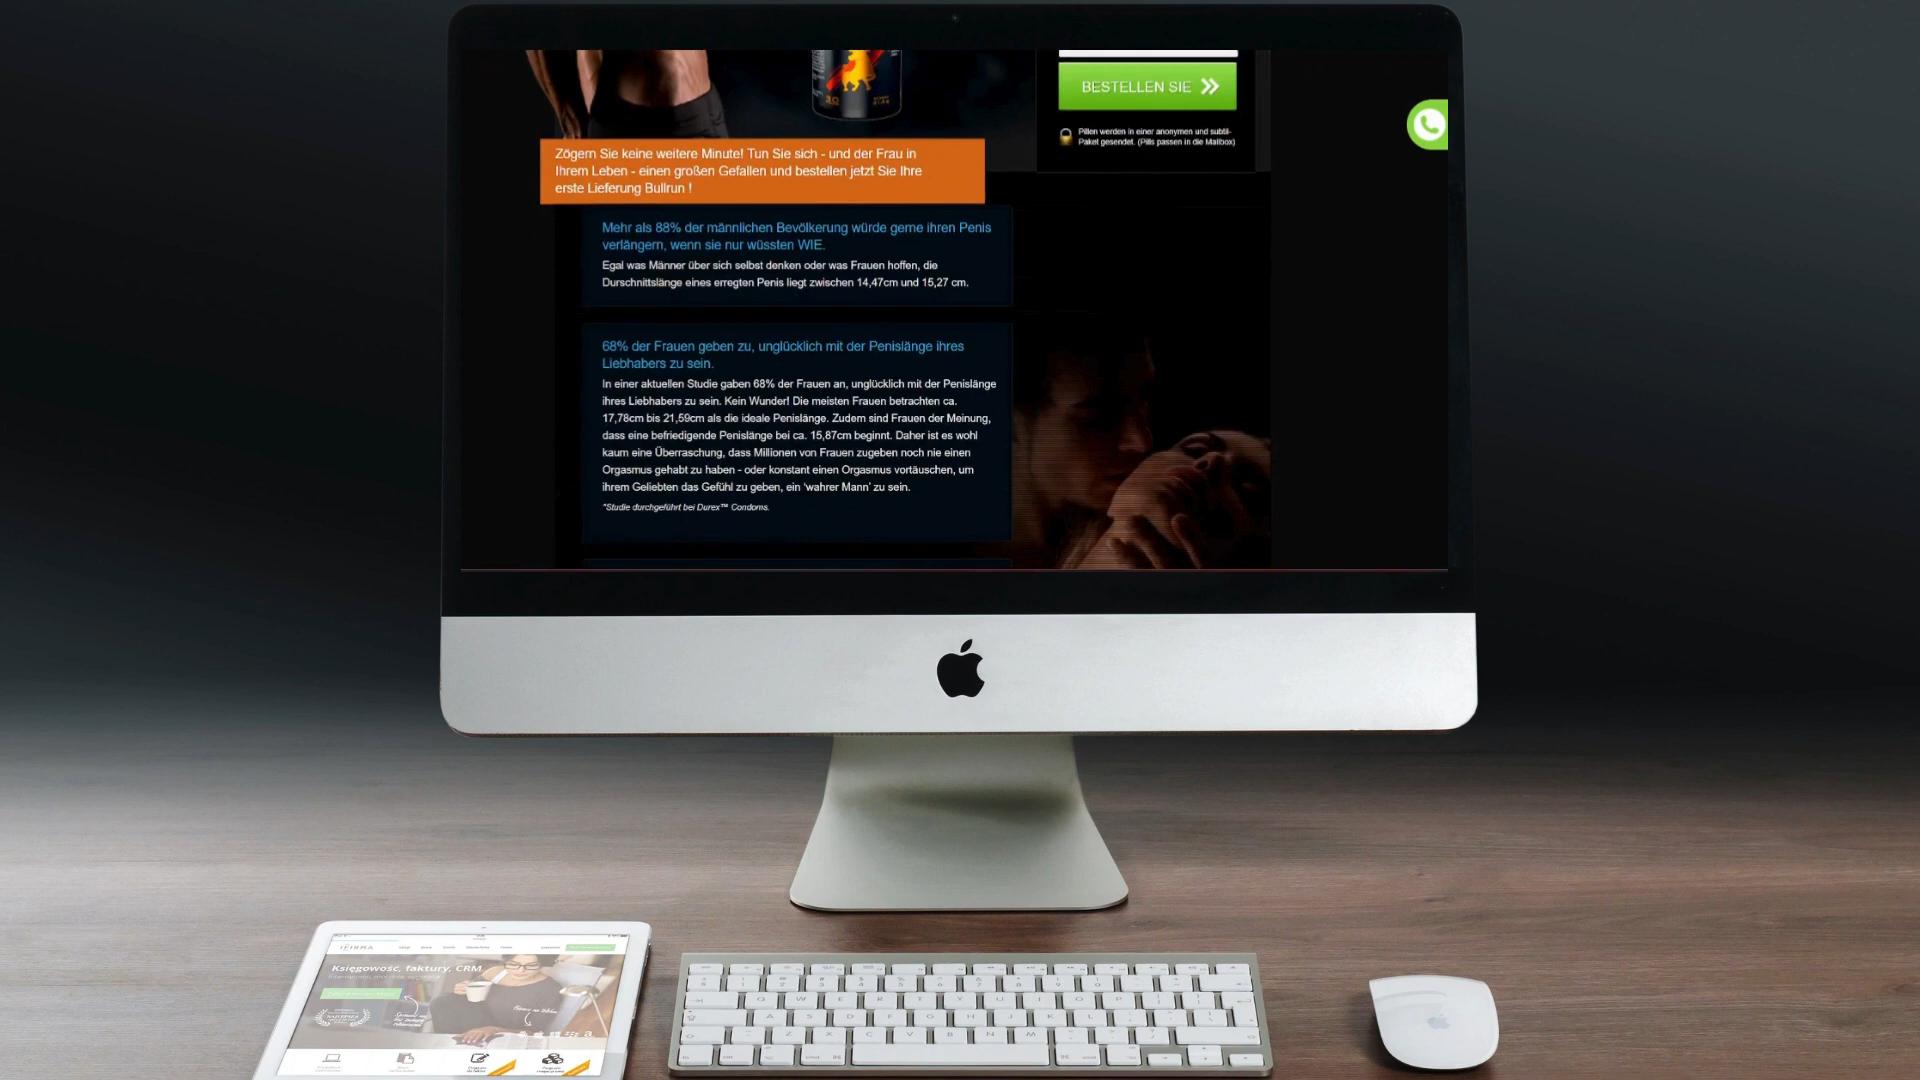 BESTELLEN SIE
Pillen werden in einer anonymen und subtil-
Paket gesendet. (Pills passen in die Mailbox)
Zögern Sie keine weitere Minute! Tun Sie sich - und der Frau in
Ihrem Leben - einen großen Gefallen und bestellen jetzt Sie Ihre
erste Lieferung Bullrun !
Mehr als 88% der männlichen Bevölkerung würde gerne ihren Penis
verlängern, wenn sie nur wüssten WIE.
Egal was Männer über sich selbst denken oder was Frauen hoffen, die
Durschnittslänge eines erregten Penis liegt zwischen 14,47cm und 15,27 cm.
68% der Frauen geben zu, unglücklich mit der Penislänge ihres
Liebhabers zu sein.
In einer aktuellen Studie gaben 68% der Frauen an, unglücklich mit der Penislänge
ihres Liebhabers zu sein. Kein Wunder! Die meisten Frauen betrachten ca.
17,78cm bis 21,59cm als die ideale Penislänge. Zudem sind Frauen der Meinung,
dass eine befriedigende Penislänge bei ca. 15,87cm beginnt. Daher ist es wohl
kaum eine Überraschung, dass Millionen von Frauen zugeben noch nie einen
Orgasmus gehabt zu haben - oder konstant einen Orgasmus vortäuschen, um
ihrem Geliebten das Gefühl zu geben, ein ‘wahrer Mann’ zu sein.
*Studie durchgeführt bei Durex™ Condoms.
IFIRMA
Księgowość, faktury, CRM
Q W E R T Y U I O P
A S D F G H J K L
Z X C V B N M